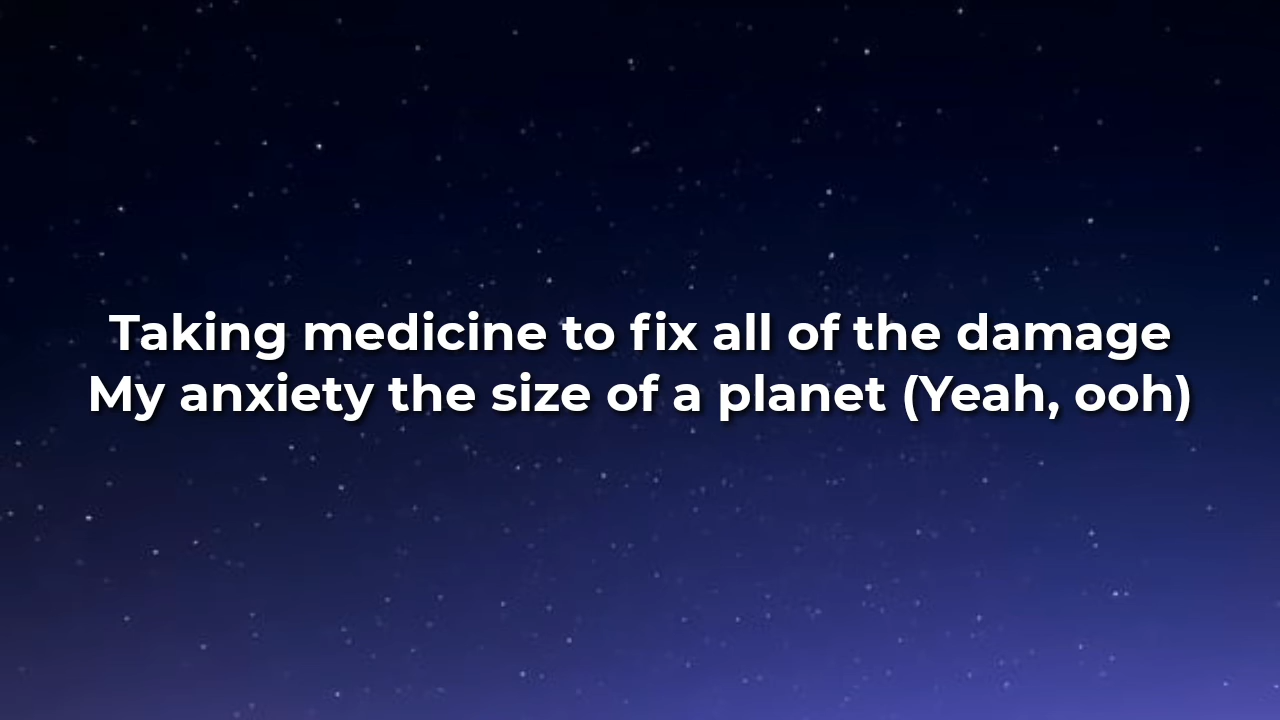 Taking medicine to fix all of the damage
My anxiety the size of a planet (Yeah, ooh)